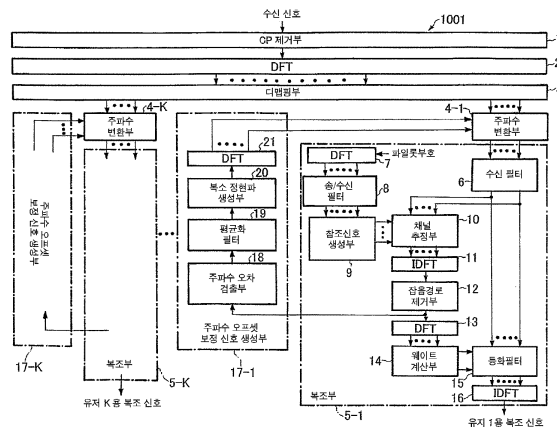 수신 신호
1001
CP 제거부
DFT
디맵핑부
4-K
주파수
변환부
4-1
주파수
변환부
21
DFT
20
복소 정현파
생성부
19
평균화
필터
18
주파수 오차
검출부
주파수 오프셋
보정 신호 생성부
17-1
DFT
파일롯부호
7
송/수신
필터
8
참조신호
생성부
9
수신 필터
6
채널
추정부
10
IDFT
11
잡음경로
제거부
12
DFT
13
웨이트
계산부
14
등화필터
15
IDFT
16
복조부
5-1
유저 1용 복조 신호
주파수 오프셋
보정 신호 생성부
17-K
복조부
5-K
유저 K용 복조 신호